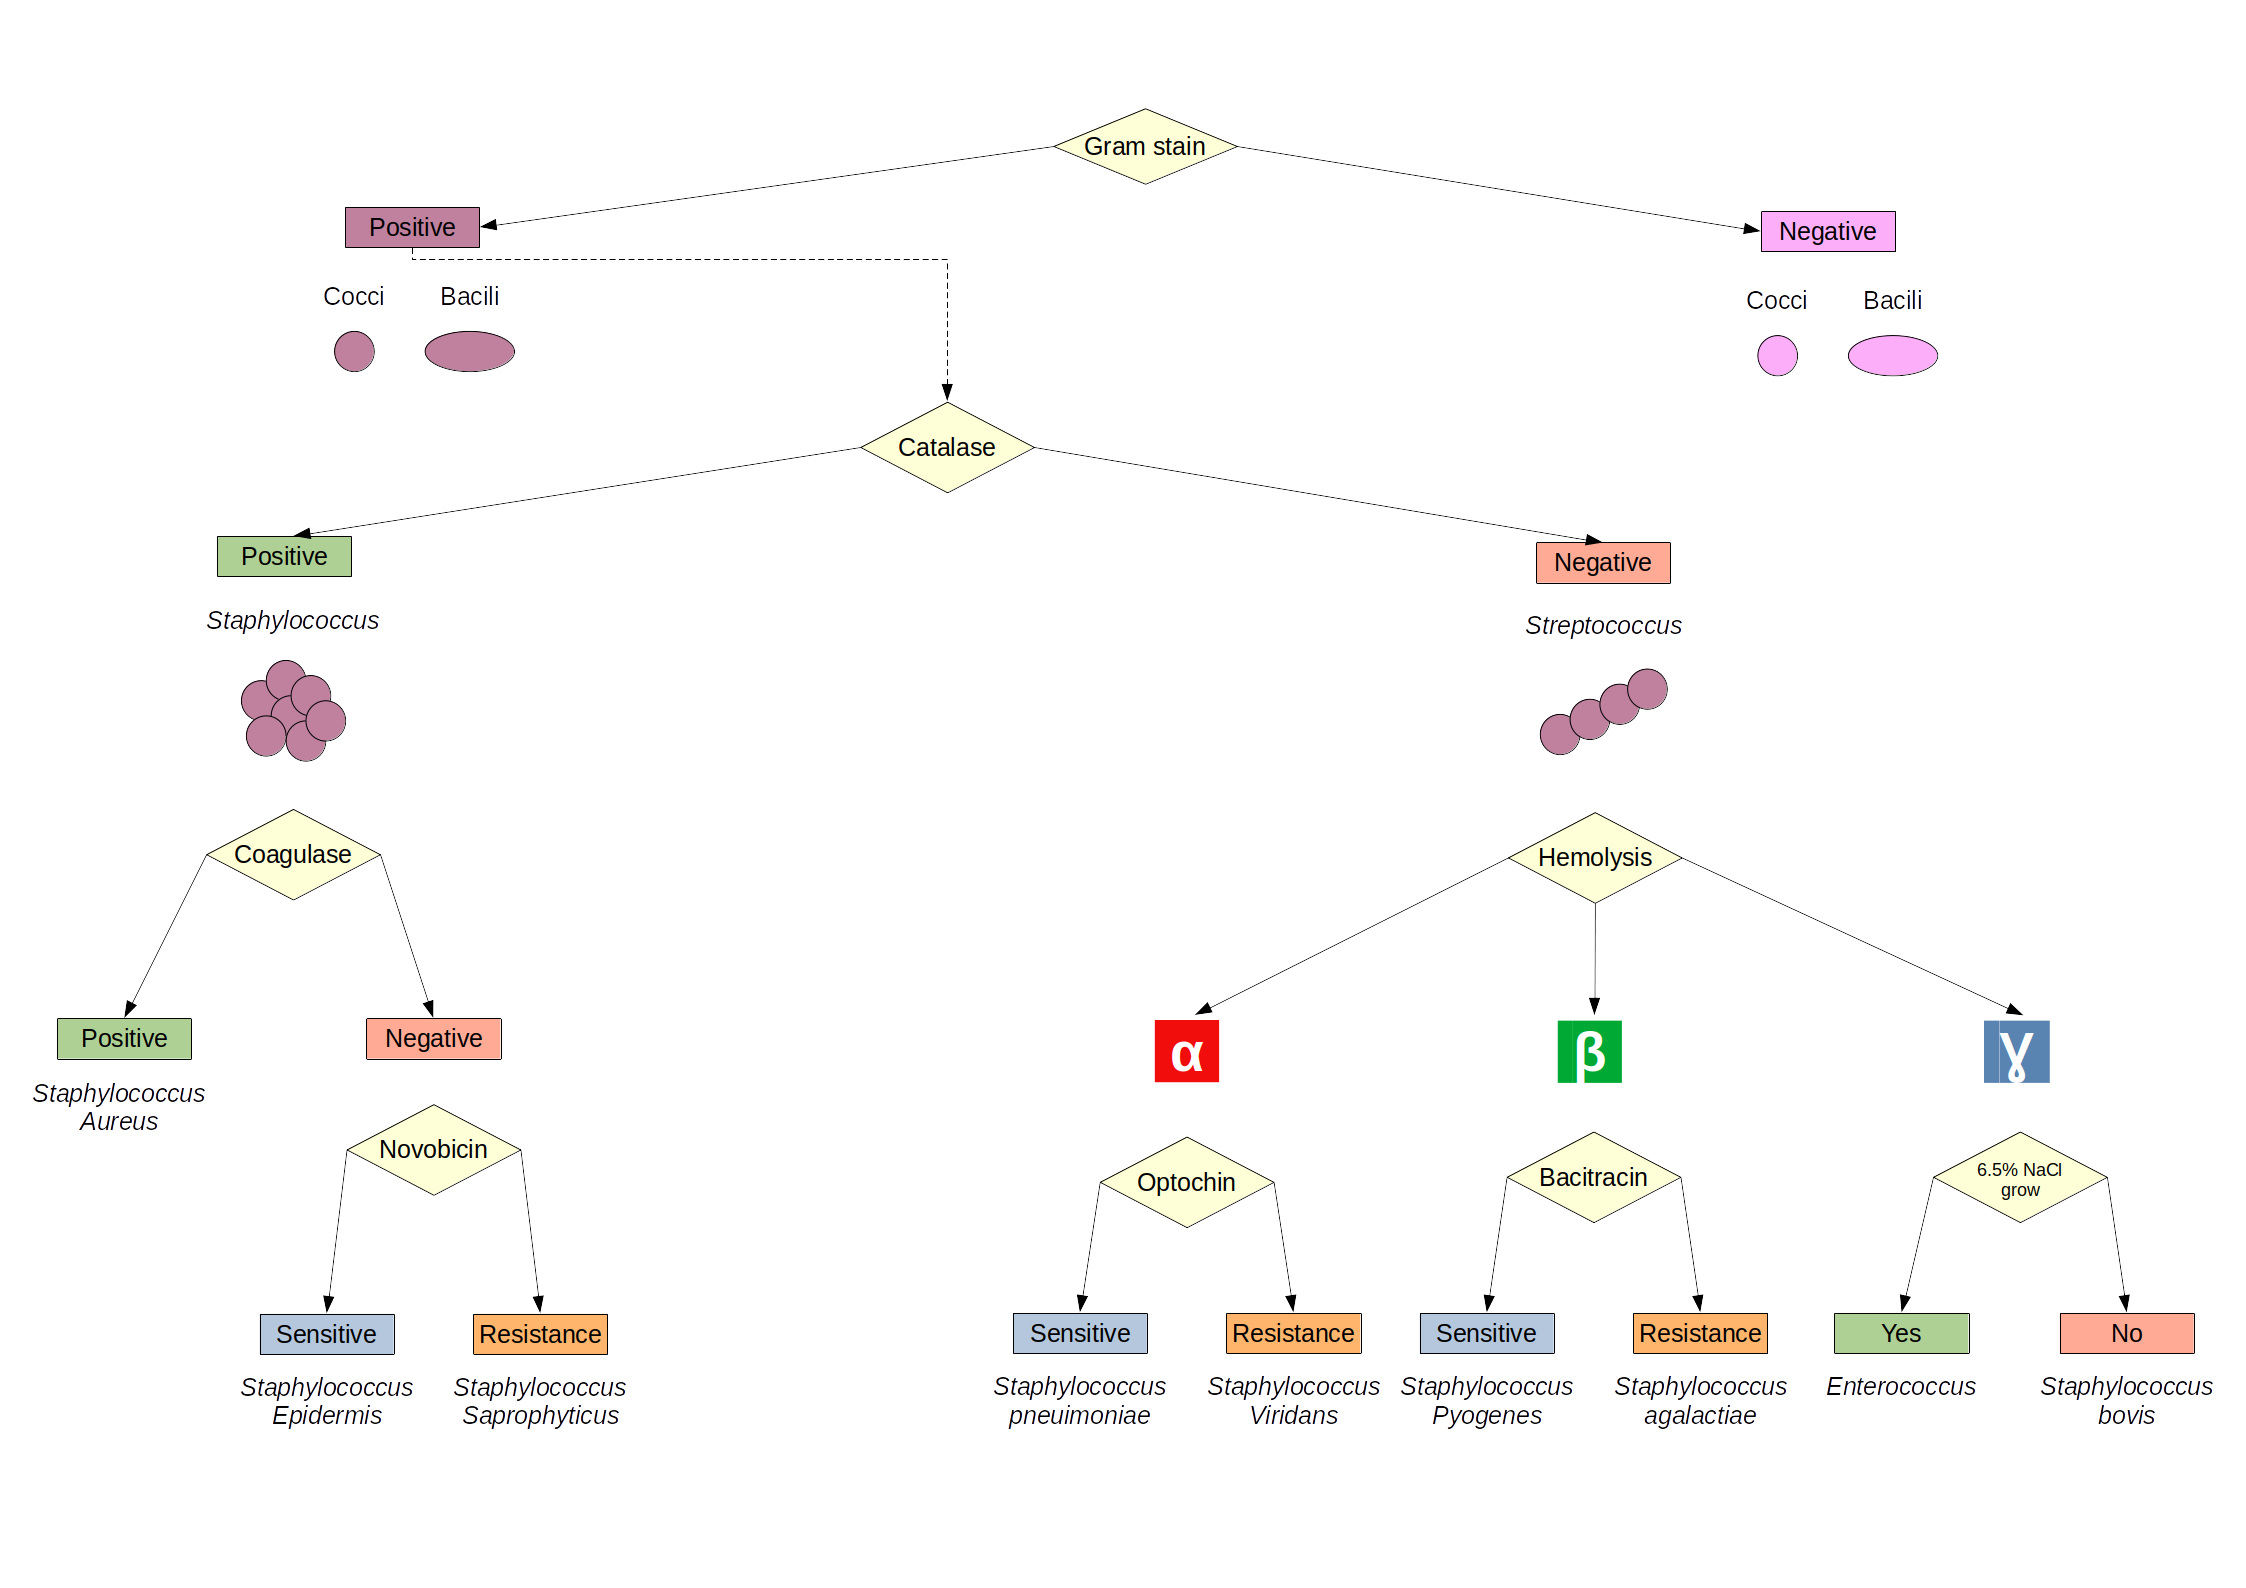 Gram stain
Positive
Negative
Cocci
Bacili
Cocci
Bacili
Catalase
Positive
Negative
Staphylococcus
Streptococcus
Coagulase
Hemolysis
Positive
Negative
α
β
γ
Staphylococcus
Aureus
Novobicin
Optochin
Bacitracin
6.5% NaCl
grow
Sensitive
Resistance
Sensitive
Resistance
Sensitive
Resistance
Yes
No
Staphylococcus
Epidermis
Staphylococcus
Saprophyticus
Staphylococcus
pneuimoniae
Staphylococcus
Viridans
Staphylococcus
Pyogenes
Staphylococcus
agalactiae
Enterococcus
Staphylococcus
bovis